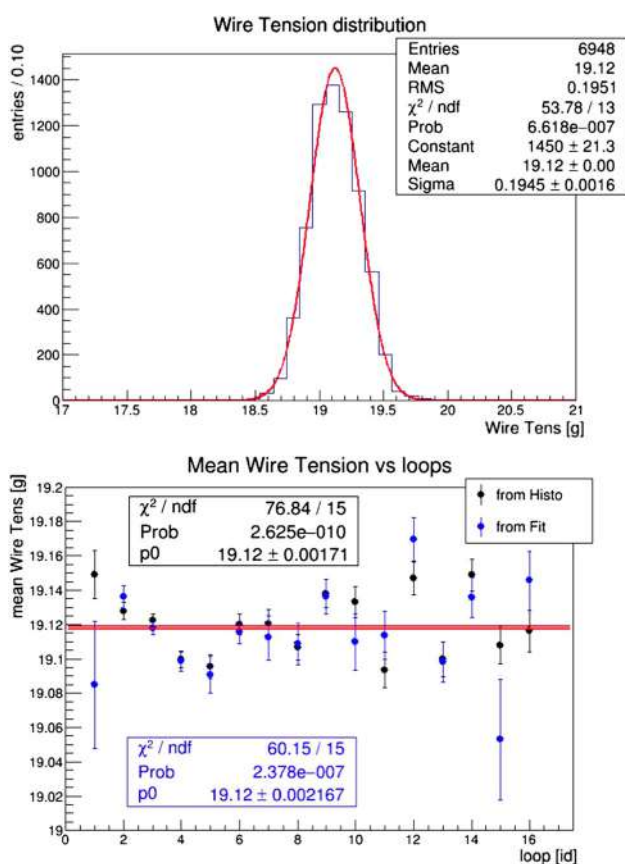 Wire Tension distribution
entries / 0.10
1400
1200
1000
800
600
400
200
0
17
17.5
18
18.5
19
19.5
20
20.5
21
Wire Tens [g]
Entries 6948
Mean 19.12
RMS 0.1951
χ² / ndf 53.78 / 13
Prob 6.618e−007
Constant 1450 ± 21.3
Mean 19.12 ± 0.00
Sigma 0.1945 ± 0.0016
Mean Wire Tension vs loops
mean Wire Tens [g]
19.2
19.18
19.16
19.14
19.12
19.1
19.08
19.06
19.04
19.02
19
0
2
4
6
8
10
12
14
16
loop [id]
χ² / ndf 76.84 / 15
Prob 2.625e−010
p0 19.12 ± 0.00171
from Histo
from Fit
χ² / ndf 60.15 / 15
Prob 2.378e−007
p0 19.12 ± 0.002167